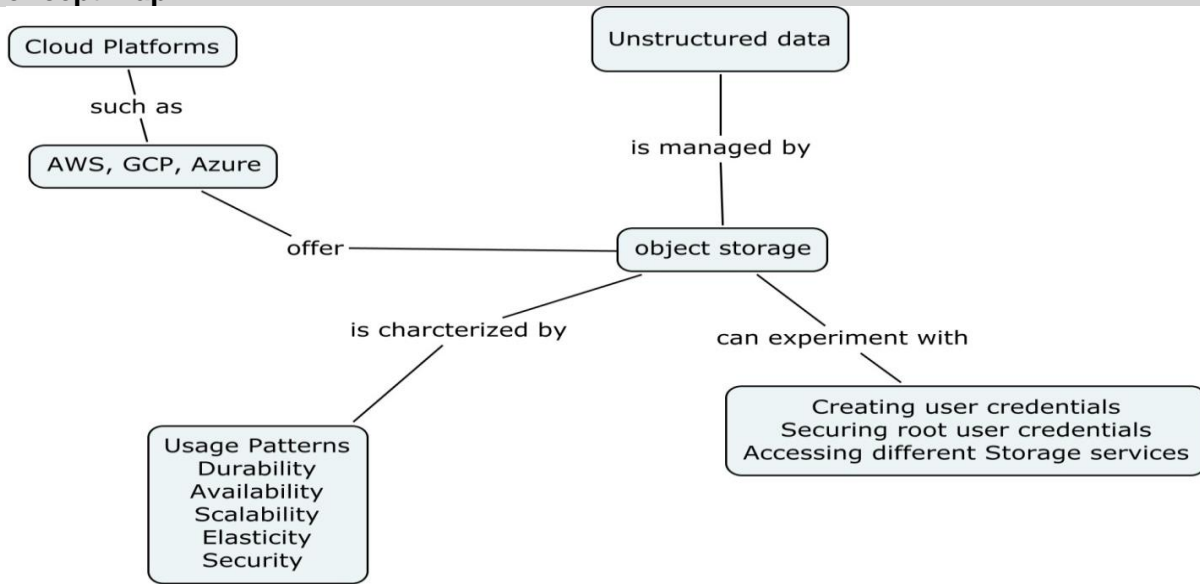 Cloud Platforms
Unstructured data
such as
is managed by
AWS, GCP, Azure
offer
object storage
is charcterized by
can experiment with
Creating user credentials
Securing root user credentials
Accessing different Storage services
Usage Patterns
Durability
Availability
Scalability
Elasticity
Security